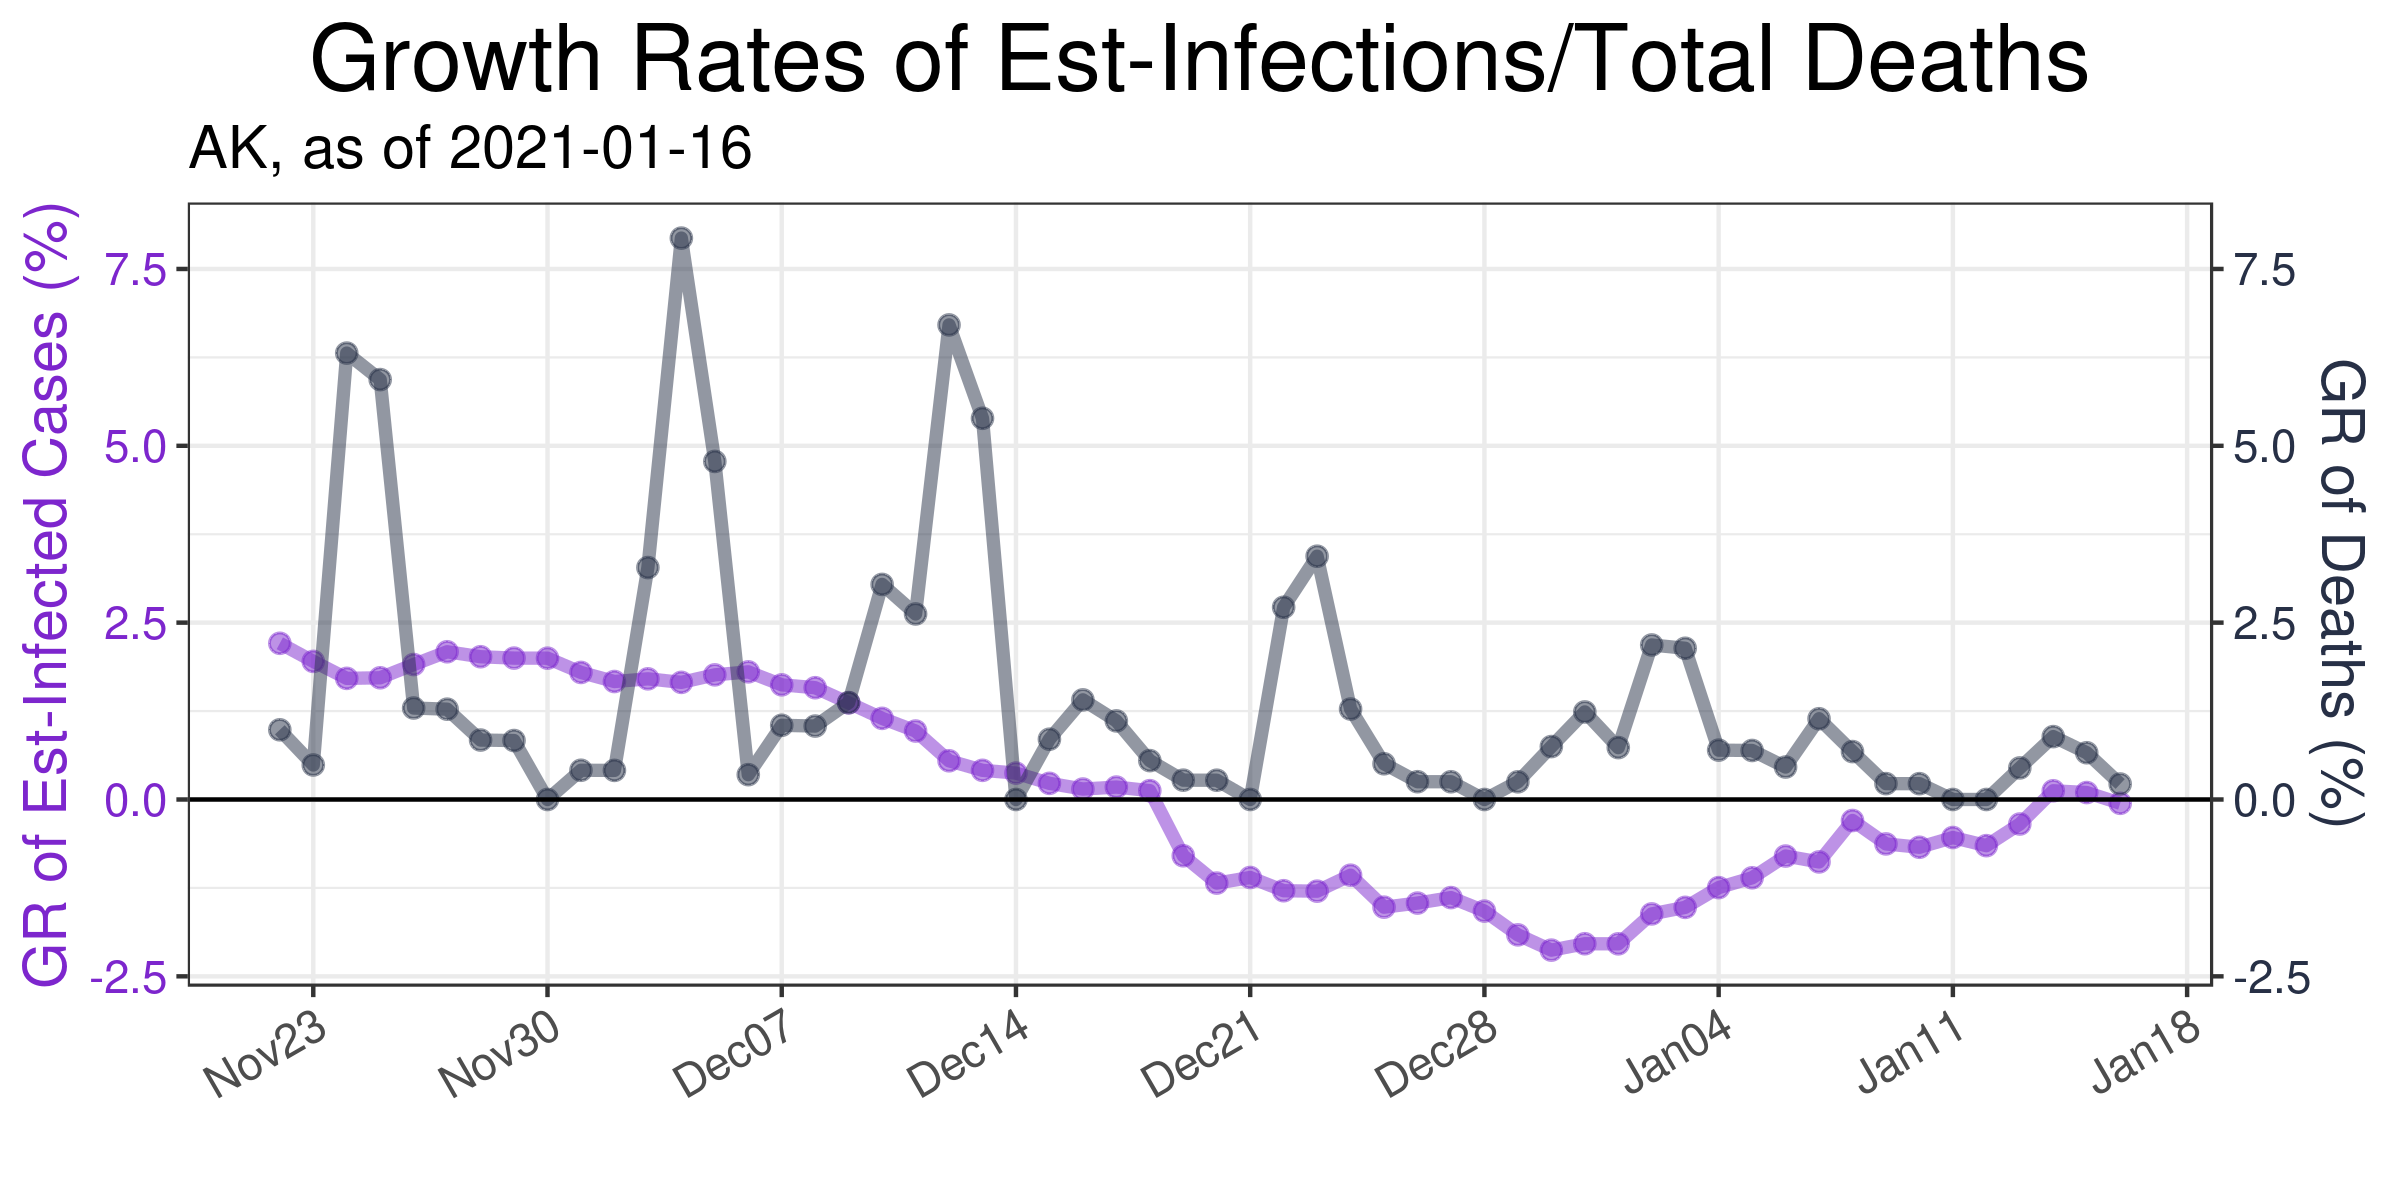 Growth Rates of Est-Infections/Total Deaths
AK, as of 2021-01-16
GR of Est-Infected Cases (%)
7.5
5.0
2.5
0.0
-2.5
7.5
5.0
2.5
0.0
-2.5
GR of Deaths (%)
Nov23
Nov30
Dec07
Dec14
Dec21
Dec28
Jan04
Jan11
Jan18